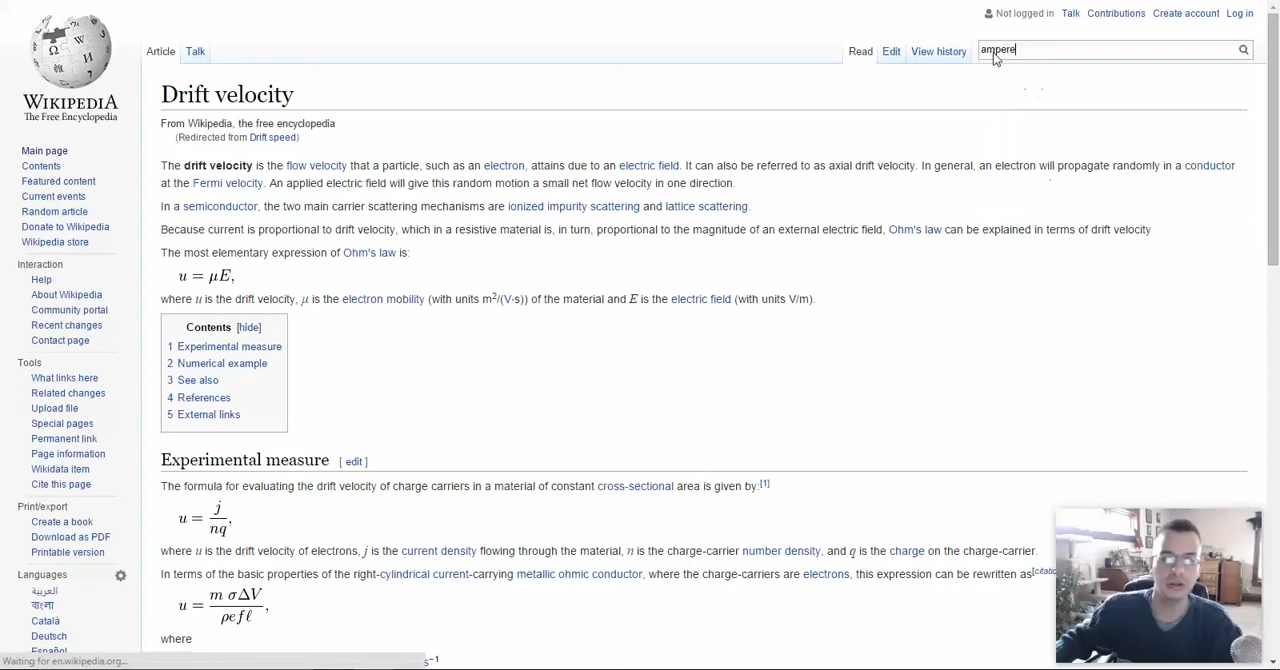 Not logged in Talk Contributions Create account Log in
Article Talk Read Edit View history ampere
WIKIPEDIA
The Free Encyclopedia
Main page
Contents
Featured content
Current events
Random article
Donate to Wikipedia
Wikipedia store
Interaction
Help
About Wikipedia
Community portal
Recent changes
Contact page
Tools
What links here
Related changes
Upload file
Special pages
Permanent link
Page information
Wikidata item
Cite this page
Print/export
Create a book
Download as PDF
Printable version
Languages
العربية
বাংলা
Català
Deutsch
Español
Waiting for en.wikipedia.org...
Drift velocity
From Wikipedia, the free encyclopedia
(Redirected from Drift speed)
The drift velocity is the flow velocity that a particle, such as an electron, attains due to an electric field. It can also be referred to as axial drift velocity. In general, an electron will propagate randomly in a conductor
at the Fermi velocity. An applied electric field will give this random motion a small net flow velocity in one direction.
In a semiconductor, the two main carrier scattering mechanisms are ionized impurity scattering and lattice scattering.
Because current is proportional to drift velocity, which in a resistive material is, in turn, proportional to the magnitude of an external electric field, Ohm's law can be explained in terms of drift velocity
The most elementary expression of Ohm's law is:
u = μE,
where u is the drift velocity, μ is the electron mobility (with units m²/(V·s)) of the material and E is the electric field (with units V/m).
Contents [hide]
1 Experimental measure
2 Numerical example
3 See also
4 References
5 External links
Experimental measure [ edit ]
The formula for evaluating the drift velocity of charge carriers in a material of constant cross-sectional area is given by:[1]
u = j/nq,
where u is the drift velocity of electrons, j is the current density flowing through the material, n is the charge-carrier number density, and q is the charge on the charge-carrier.
In terms of the basic properties of the right-cylindrical current-carrying metallic ohmic conductor, where the charge-carriers are electrons, this expression can be rewritten as[citatic
u = m σΔV/ρefℓ,
where
s⁻¹